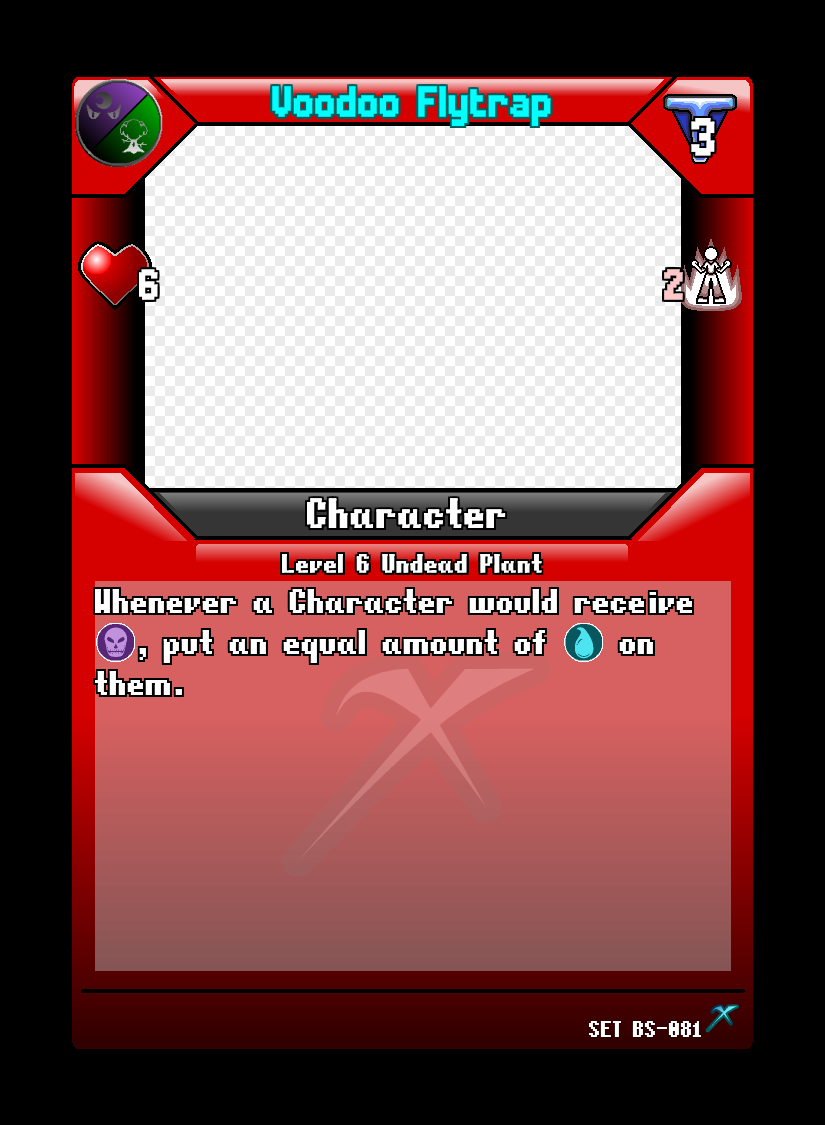 Voodoo Flytrap
3
6
2
Character
Level 6 Undead Plant
Whenever a Character would receive
, put an equal amount of on
them.
SET BS-081